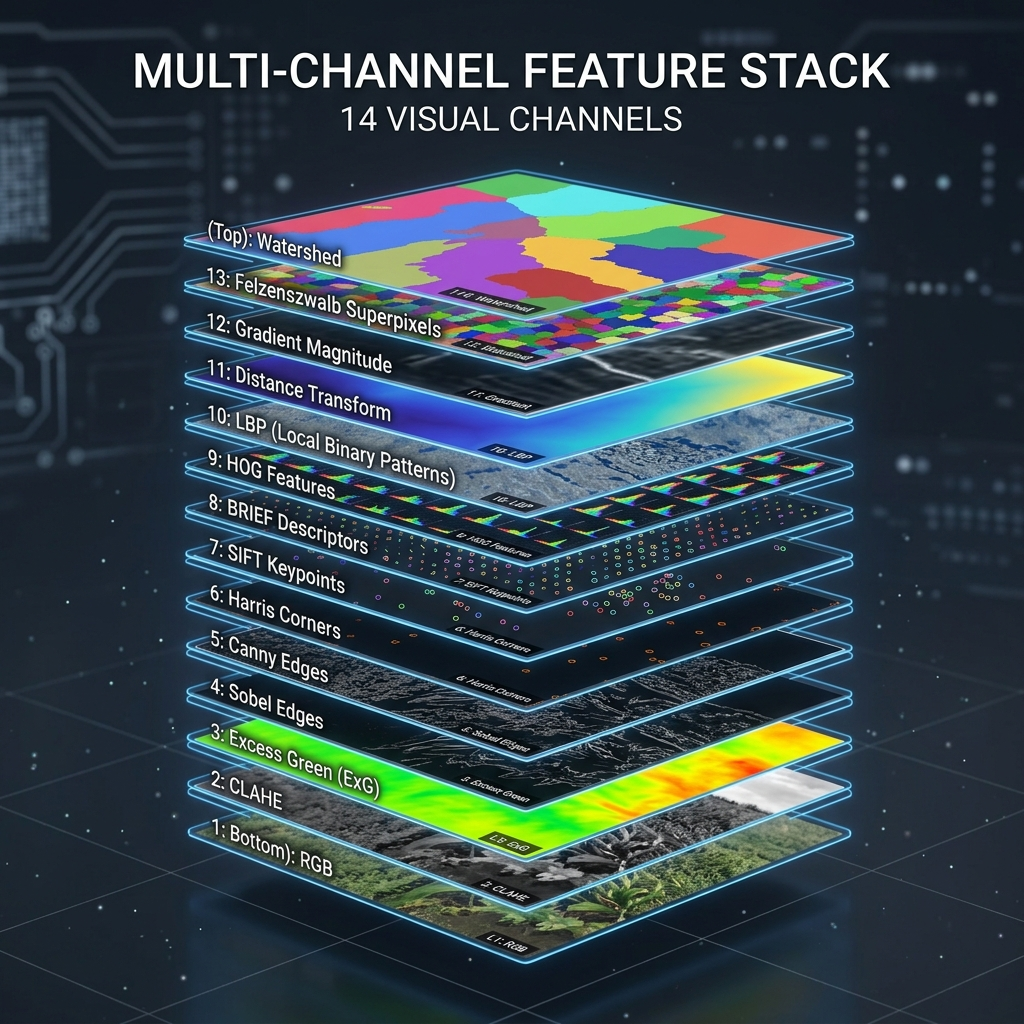 MULTI-CHANNEL FEATURE STACK
14 VISUAL CHANNELS
(Top): Watershed
13: Felzenszwalb Superpixels
12: Gradient Magnitude
11: Distance Transform
10: LBP (Local Binary Patterns)
9: HOG Features
8: BRIEF Descriptors
7: SIFT Keypoints
6: Harris Corners
5: Canny Edges
4: Sobel Edges
3: Excess Green (ExG)
2: CLAHE
1: Bottom): RGB